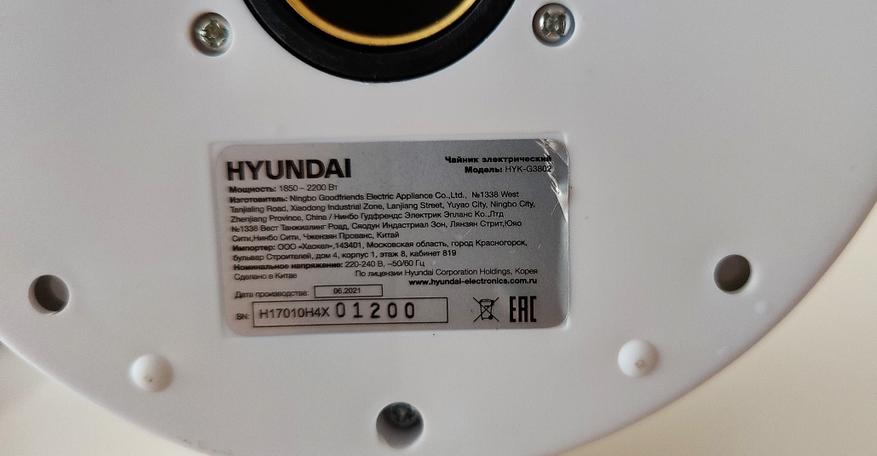 HYUNDAI
Чайник электрический
Модель: HYK-G3802
Мощность: 1850 – 2200 Вт
Изготовитель: Ningbo Goodfriends Electric Appliance Co.,Ltd., №1338 West
Tanjialing Road, Xiaodong Industrial Zone, Lanjiang Street, Yuyao City, Ningbo City,
Zhenjiang Province, China / Нинбо Гудфрендс Электрик Эпланс Ко.,Лтд
№1338 Вест Танжиалинг Роад, Сяодун Индастриал Зон, Лянзян Стрит,Юяо
Сити,Нинбо Сити, Чжензян Прованс, Китай
Импортер: ООО «Хаскел»,143401, Московская область, город Красногорск,
бульвар Строителей, дом 4, корпус 1, этаж 8, кабинет 819
Номинальное напряжение: 220-240 В, ~50/60 Гц
Сделано в Китае
По лицензии Hyundai Corporation Holdings, Корея
www.hyundai-electronics.com.ru
Дата производства: 06.2021
SN: H17010H4X 01200
EAC